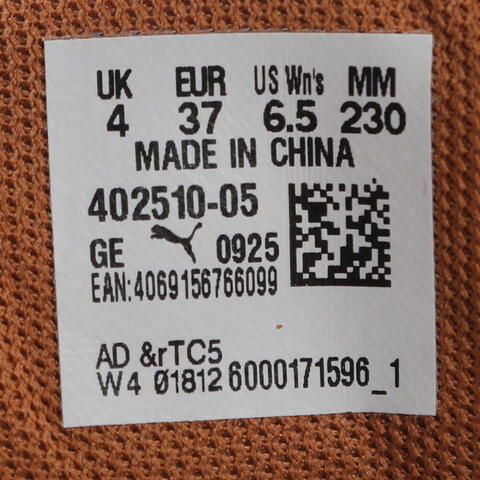 UK EUR US Wn's MM
4 37 6.5 230
MADE IN CHINA
402510-05
GE 0925
EAN:4069156766099
AD &rTC5
W4 01812 6000171596_1